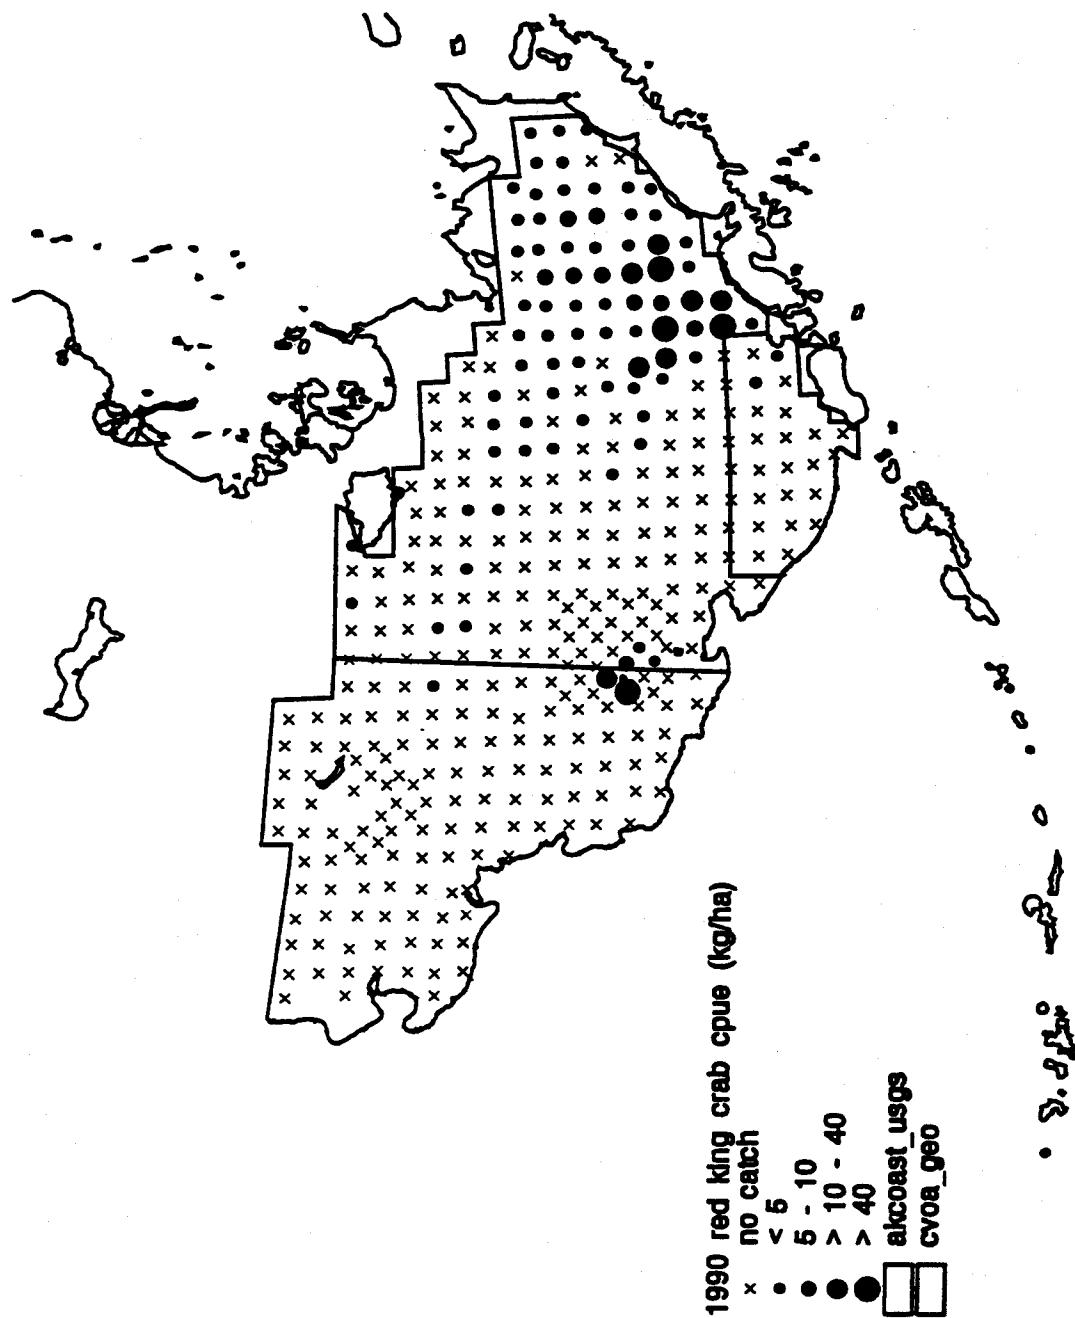 1990 red king crab cpue (kg/ha)
no catch
< 5
5 - 10
> 10 - 40
> 40
akcoast_usgs
cvoa_geo